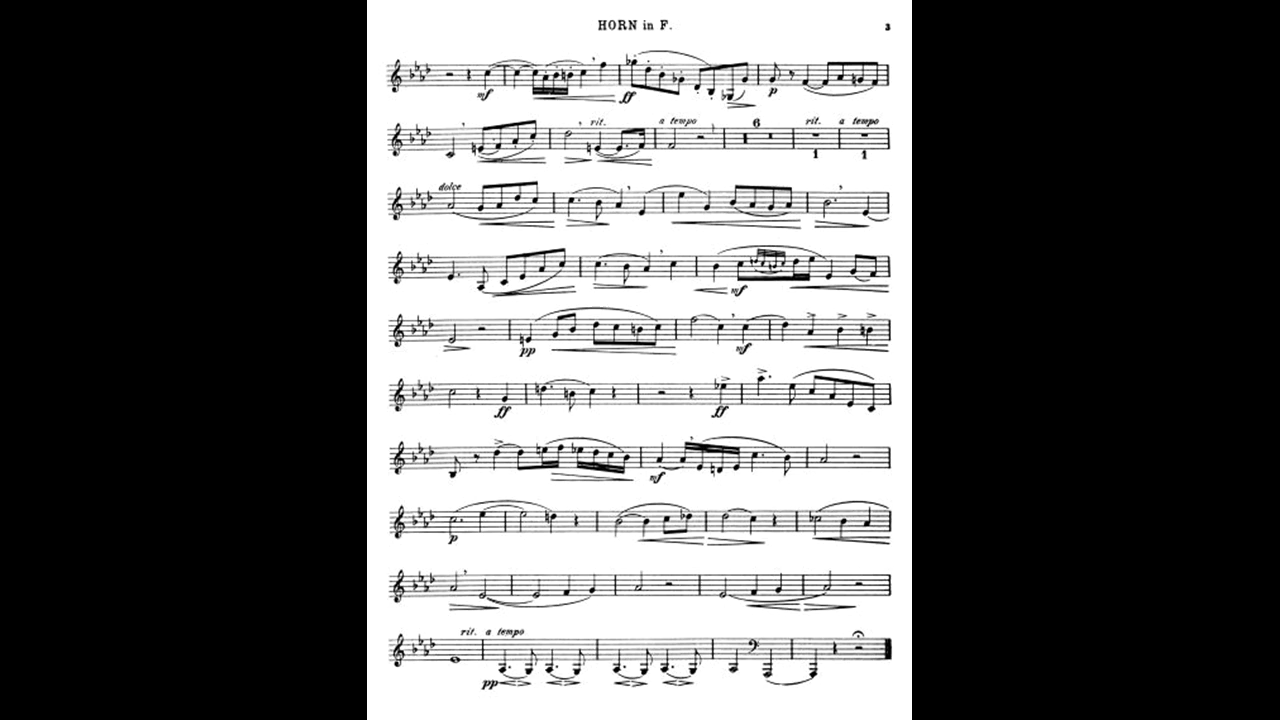 HORN in F. 3
mf ff p
rit. a tempo 6 rit. a tempo
1 1
dolce
mf
pp mf
ff ff
mf
p
rit. a tempo
pp